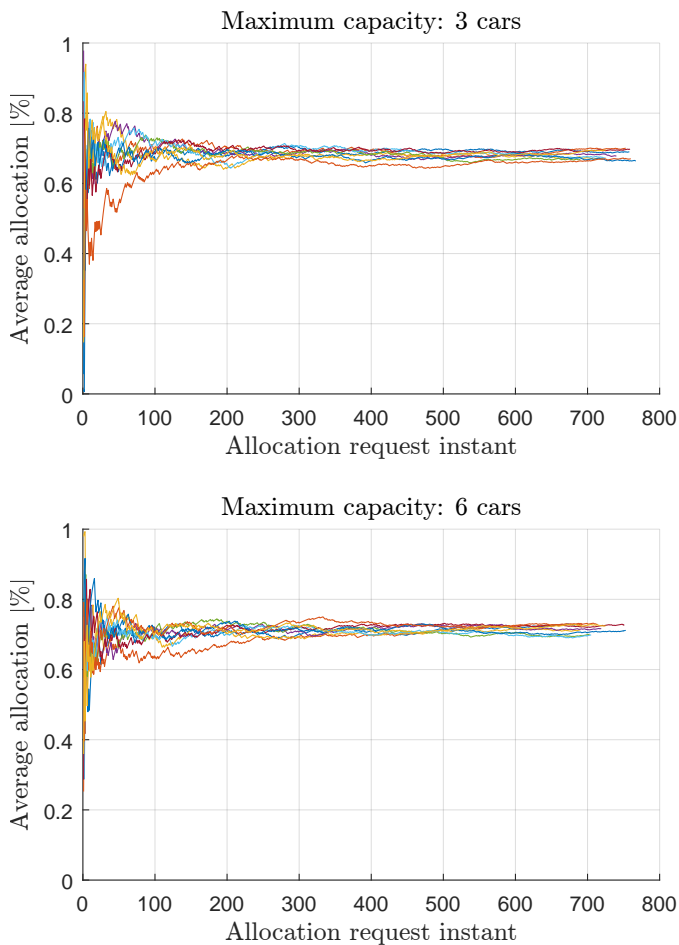 Maximum capacity: 3 cars
Average allocation [%]
1
0.8
0.6
0.4
0.2
0
0 100 200 300 400 500 600 700 800
Allocation request instant
Maximum capacity: 6 cars
Average allocation [%]
1
0.8
0.6
0.4
0.2
0
0 100 200 300 400 500 600 700 800
Allocation request instant